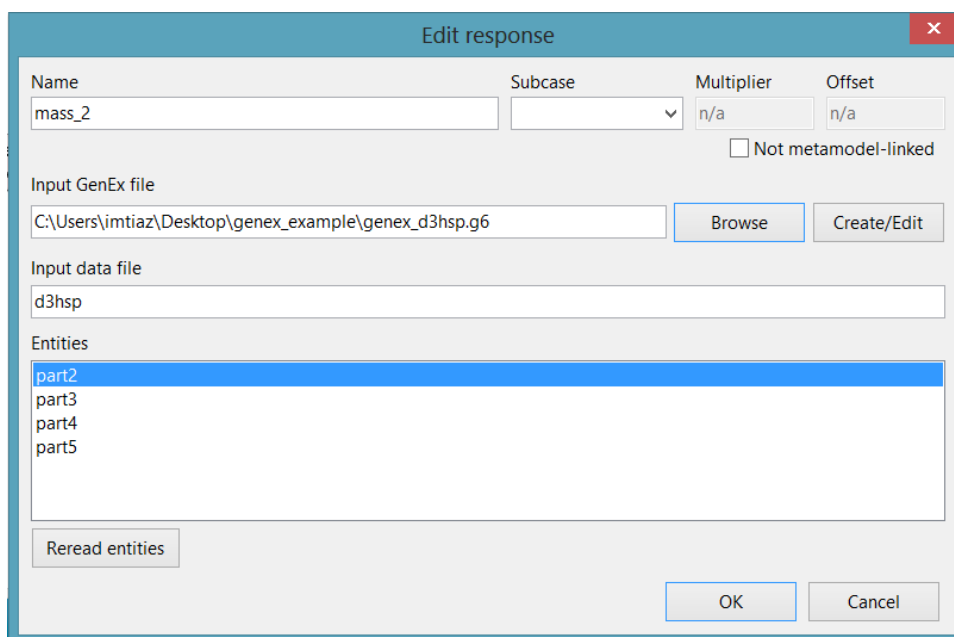 Edit response
Name Subcase Multiplier Offset
mass_2 n/a n/a
Not metamodel-linked
Input GenEx file
C:\Users\imtiaz\Desktop\genex_example\genex_d3hsp.g6 Browse Create/Edit
Input data file
d3hsp
Entities
part2
part3
part4
part5
Reread entities
OK Cancel